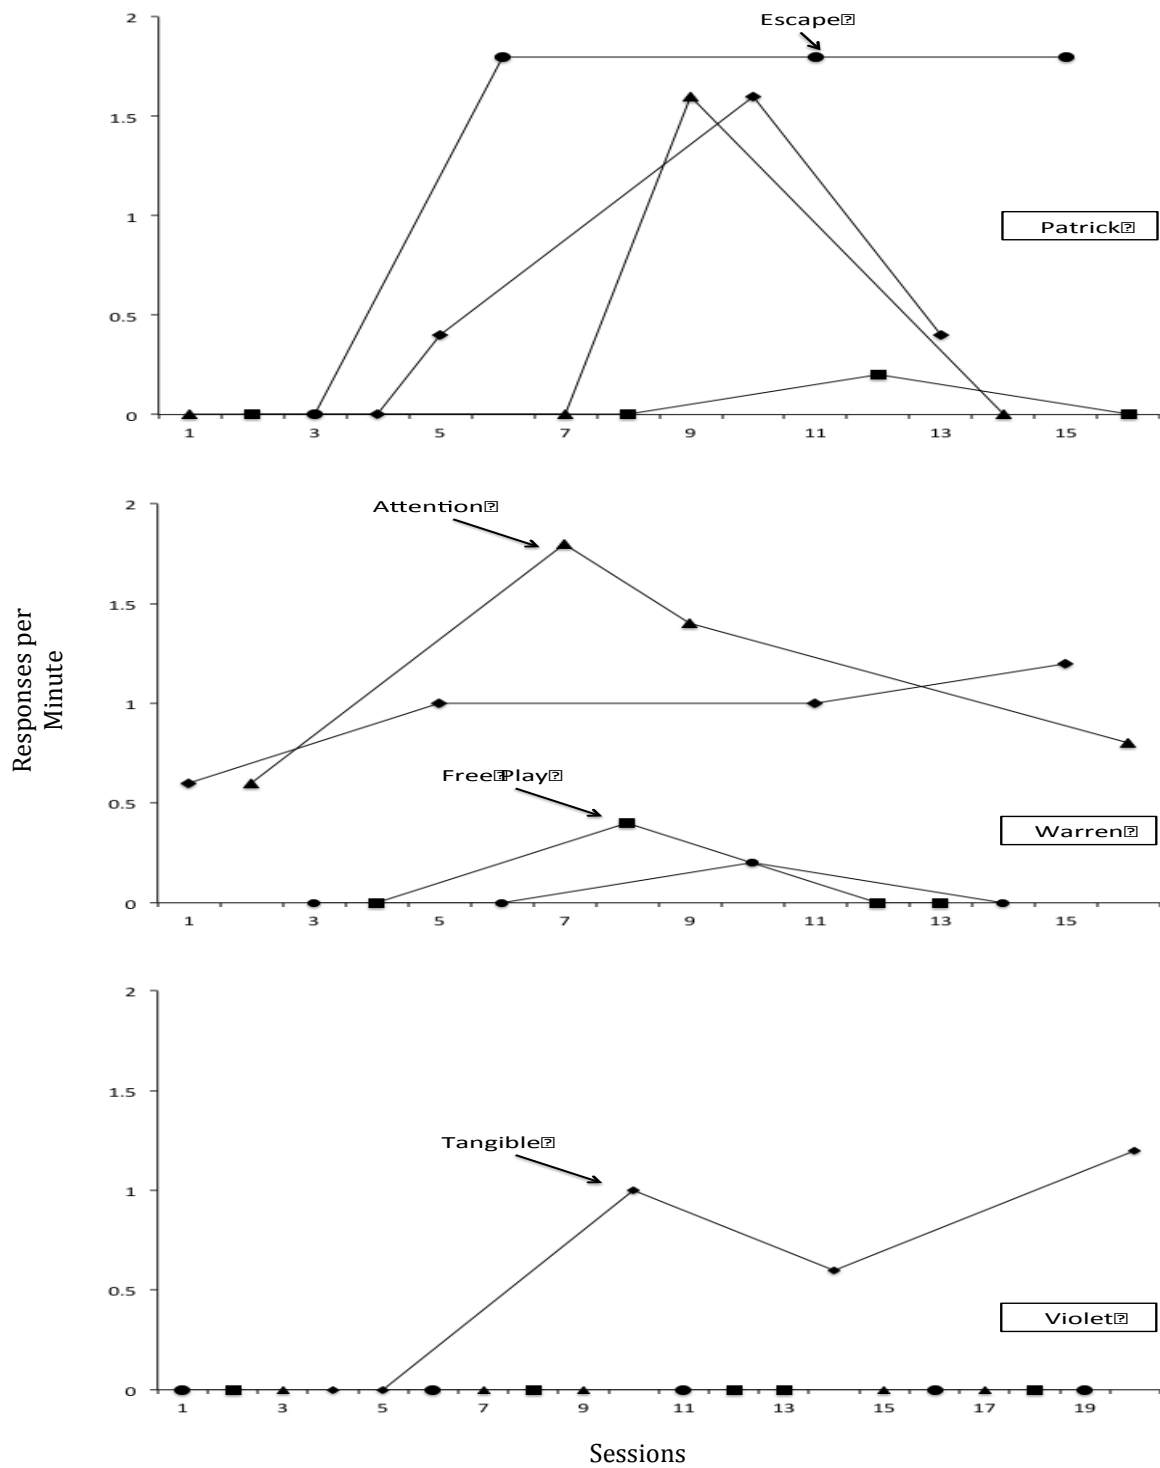 2
Escape⍰
1.5
1
Patrick⍰
0.5
0
1 3 5 7 9 11 13 15
2
Attention⍰
1.5
Responses per
Minute
1
Free⍰Play⍰
0.5
Warren⍰
0
1 3 5 7 9 11 13 15
2
1.5
Tangible⍰
1
0.5
Violet⍰
0
1 3 5 7 9 11 13 15 17 19
Sessions